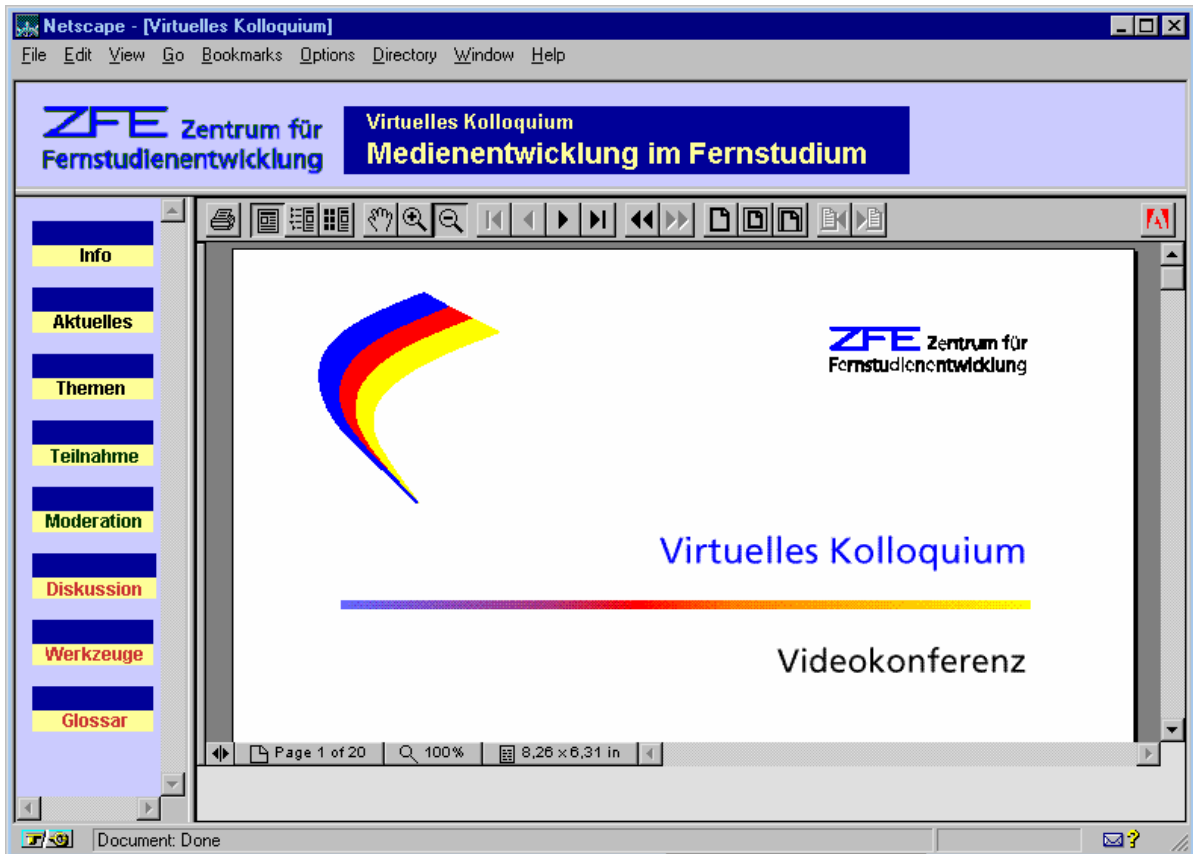 Netscape - [Virtuelles Kolloquium]
File Edit View Go Bookmarks Options Directory Window Help
ZFE Zentrum für
Fernstudienentwicklung
Virtuelles Kolloquium
Medienentwicklung im Fernstudium
Info
Aktuelles
Themen
Teilnahme
Moderation
Diskussion
Werkzeuge
Glossar
ZFE Zentrum für
Fernstudienentwicklung
Virtuelles Kolloquium
Videokonferenz
Page 1 of 20 100% 8,26 x 6,31 in
Document: Done